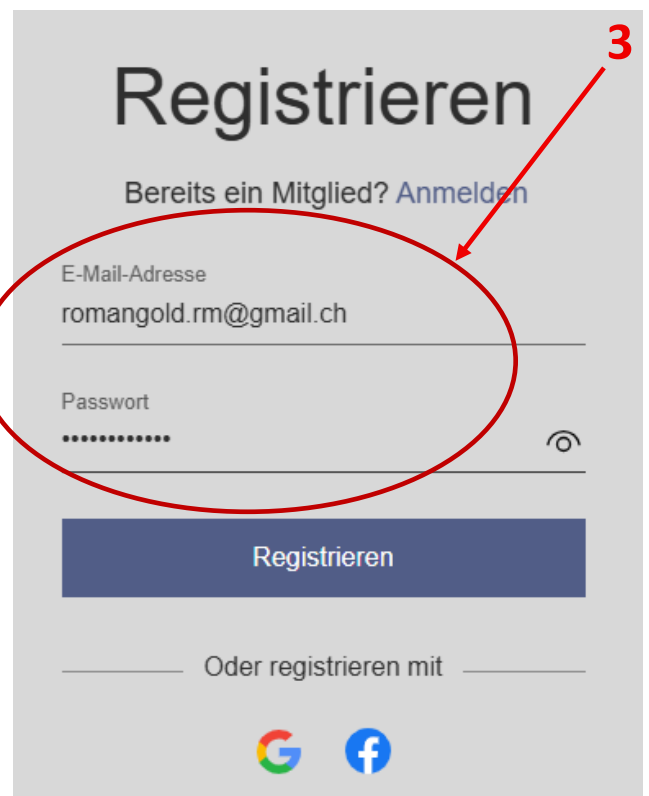 3
Registrieren
Bereits ein Mitglied? Anmelden
E-Mail-Adresse
romangold.rm@gmail.ch
Passwort
••••••••••••
Registrieren
Oder registrieren mit